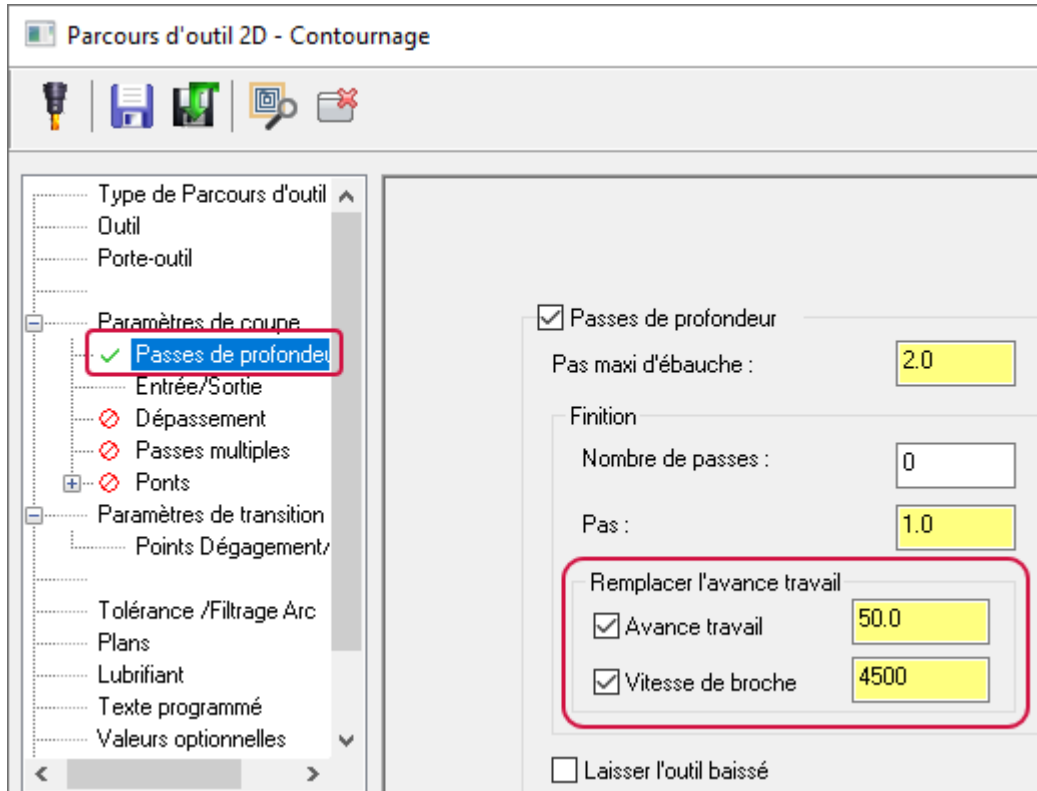 Parcours d'outil 2D - Contournage
Type de Parcours d'outil
Outil
Porte-outil
Paramètres de coupe
Passes de profondeu
Entrée/Sortie
Dépassement
Passes multiples
Ponts
Paramètres de transition
Points Dégagement/
Tolérance /Filtrage Arc
Plans
Lubrifiant
Texte programmé
Valeurs optionnelles
Passes de profondeur
Pas maxi d'ébauche : 2.0
Finition
Nombre de passes : 0
Pas : 1.0
Remplacer l'avance travail
Avance travail 50.0
Vitesse de broche 4500
Laisser l'outil baissé